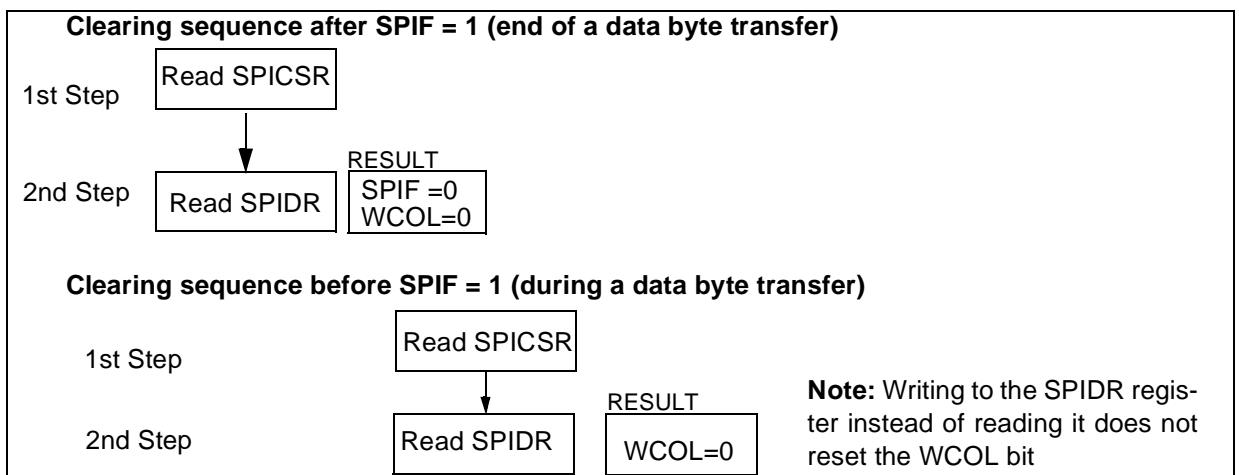 Clearing sequence after SPIF = 1 (end of a data byte transfer)
1st Step
Read SPICSR
RESULT
2nd Step
Read SPIDR
SPIF =0
WCOL=0
Clearing sequence before SPIF = 1 (during a data byte transfer)
1st Step
Read SPICSR
2nd Step
Read SPIDR
RESULT
WCOL=0
Note: Writing to the SPIDR regis-
ter instead of reading it does not
reset the WCOL bit